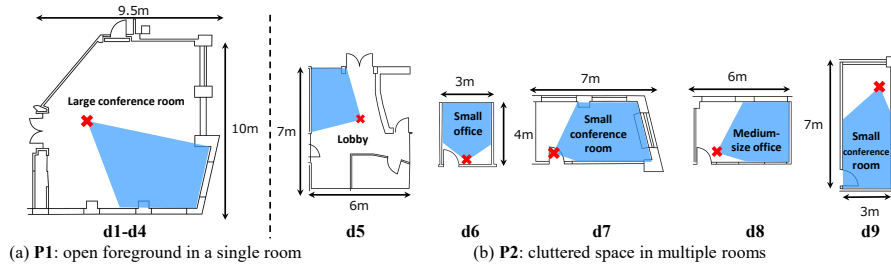 9.5m
Large conference room
10m
d1-d4
(a) P1: open foreground in a single room
7m
Lobby
6m
d5
3m
Small
office
4m
d6
7m
Small
conference
room
d7
6m
Medium-
size office
d8
7m
Small
conference
room
3m
d9
(b) P2: cluttered space in multiple rooms